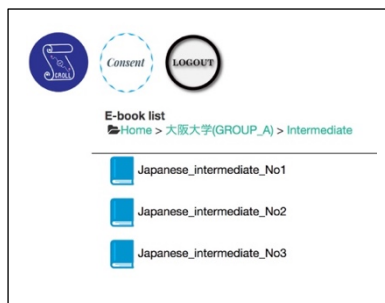 SCROLL
Consent
LOGOUT
E-book list
Home > 大阪大学(GROUP_A) > Intermediate
Japanese_intermediate_No1
Japanese_intermediate_No2
Japanese_intermediate_No3